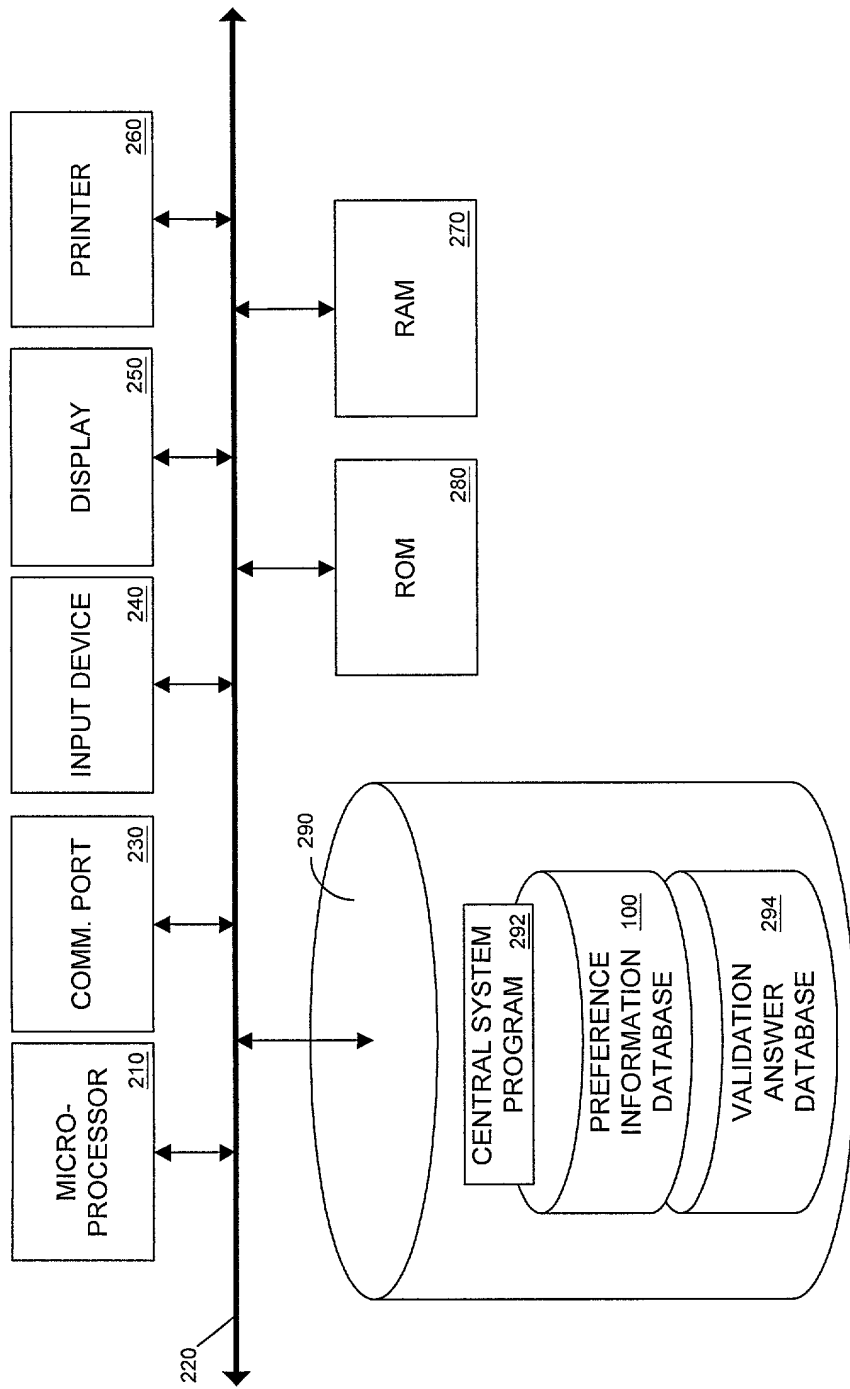 MICRO-
PROCESSOR
210
COMM. PORT
230
INPUT DEVICE
240
DISPLAY
250
PRINTER
260
220
290
CENTRAL SYSTEM
PROGRAM
292
PREFERENCE
INFORMATION
DATABASE
100
VALIDATION
ANSWER
DATABASE
294
ROM
280
RAM
270